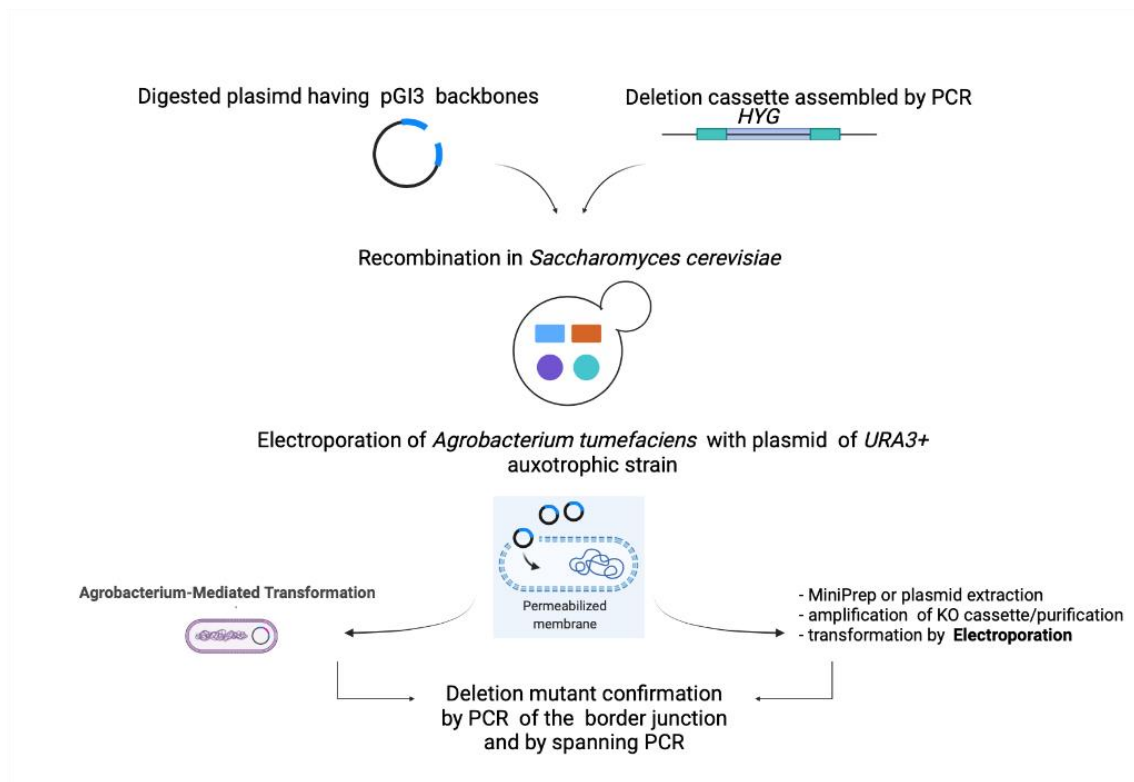 Digested plasimd having pGI3 backbones
Deletion cassette assembled by PCR
HYG
Recombination in Saccharomyces cerevisiae
Electroporation of Agrobacterium tumefaciens with plasmid of URA3+
auxotrophic strain
Permeabilized
membrane
Agrobacterium-Mediated Transformation
- MiniPrep or plasmid extraction
- amplification of KO cassette/purification
- transformation by Electroporation
Deletion mutant confirmation
by PCR of the border junction
and by spanning PCR